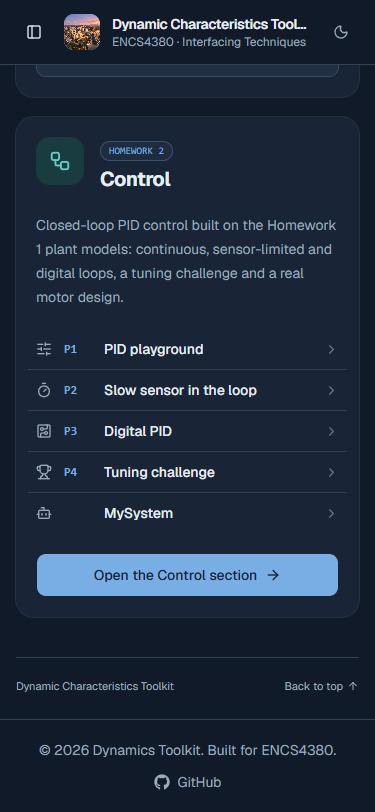 Dynamic Characteristics Tool...
ENCS4380 · Interfacing Techniques
HOMEWORK 2
Control
Closed-loop PID control built on the Homework
1 plant models: continuous, sensor-limited and
digital loops, a tuning challenge and a real
motor design.
P1 PID playground
P2 Slow sensor in the loop
P3 Digital PID
P4 Tuning challenge
MySystem
Open the Control section →
Dynamic Characteristics Toolkit
Back to top ↑
© 2026 Dynamics Toolkit. Built for ENCS4380.
GitHub